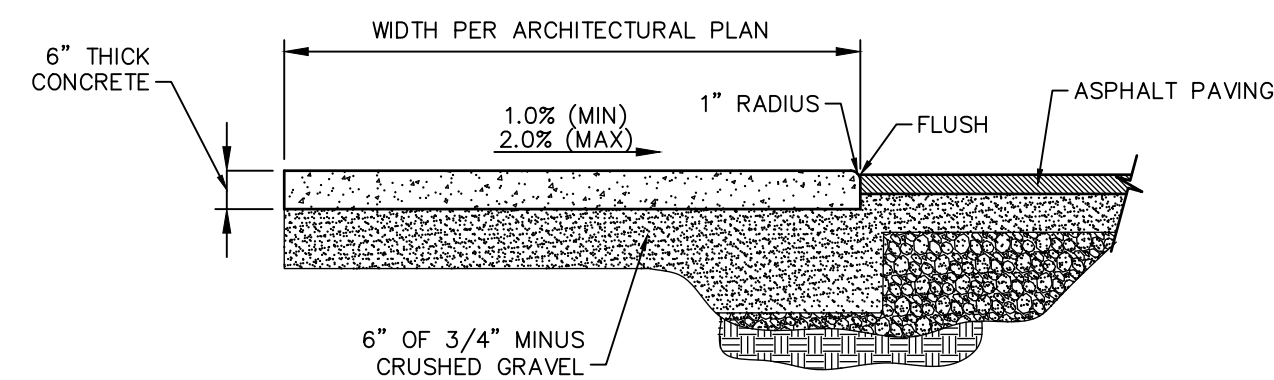 WIDTH PER ARCHITECTURAL PLAN
6” THICK
CONCRETE
1” RADIUS
ASPHALT PAVING
1.0% (MIN)
2.0% (MAX)
FLUSH
6” OF 3/4” MINUS
CRUSHED GRAVEL